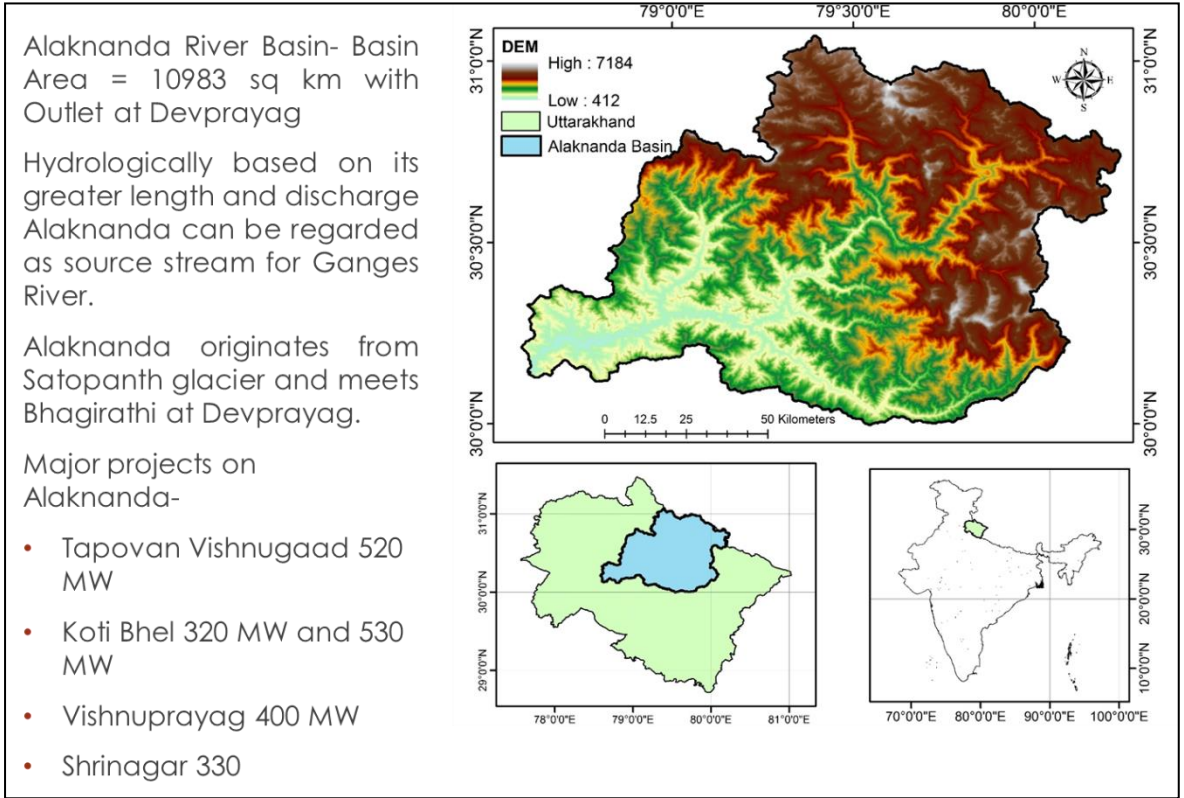 Alaknanda River Basin- Basin
Area = 10983 sq km with
Outlet at Devprayag
Hydrologically based on its
greater length and discharge
Alaknanda can be regarded
as source stream for Ganges
River.
Alaknanda originates from
Satopanth glacier and meets
Bhagirathi at Devprayag.
Major projects on
Alaknanda-
• Tapovan Vishnugaad 520
MW
• Koti Bhel 320 MW and 530
MW
• Vishnuprayag 400 MW
• Shrinagar 330
79°0'0"E 79°30'0"E 80°0'0"E
DEM
High : 7184
Low : 412
Uttarakhand
Alaknanda Basin
N
W E
S
31°0'0"N
30°30'0"N
30°0'0"N
31°0'0"N
30°30'0"N
30°0'0"N
0 12.5 25 50 Kilometers
31°0'0"N
30°0'0"N
29°0'0"N
78°0'0"E 79°0'0"E 80°0'0"E 81°0'0"E
30°0'0"N
20°0'0"N
10°0'0"N
70°0'0"E 80°0'0"E 90°0'0"E 100°0'0"E